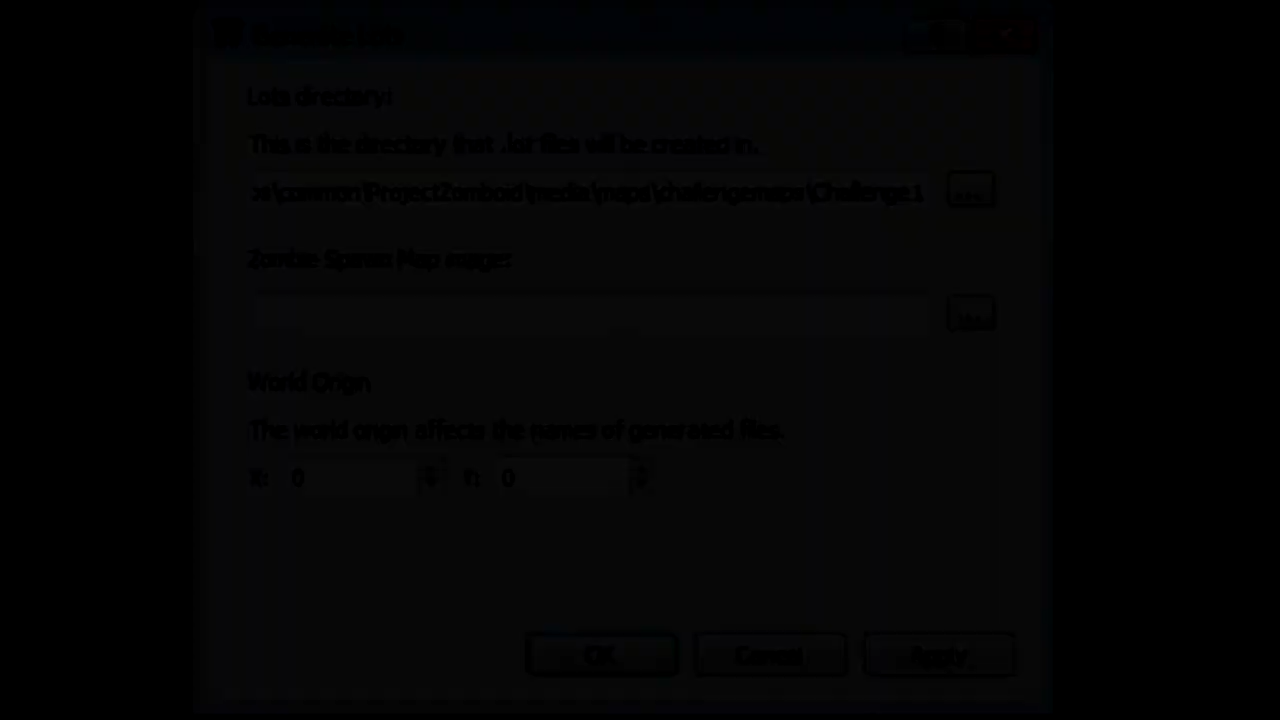 Generate Lots
Lots directory:
This is the directory that .lot files will be created in.
x\common\ProjectZomboid\media\maps\challengemaps\Challenge1
...
Zombie Spawn Map image:
...
World Origin
The world origin affects the names of generated files.
X: 0 Y: 0
OK Cancel Apply